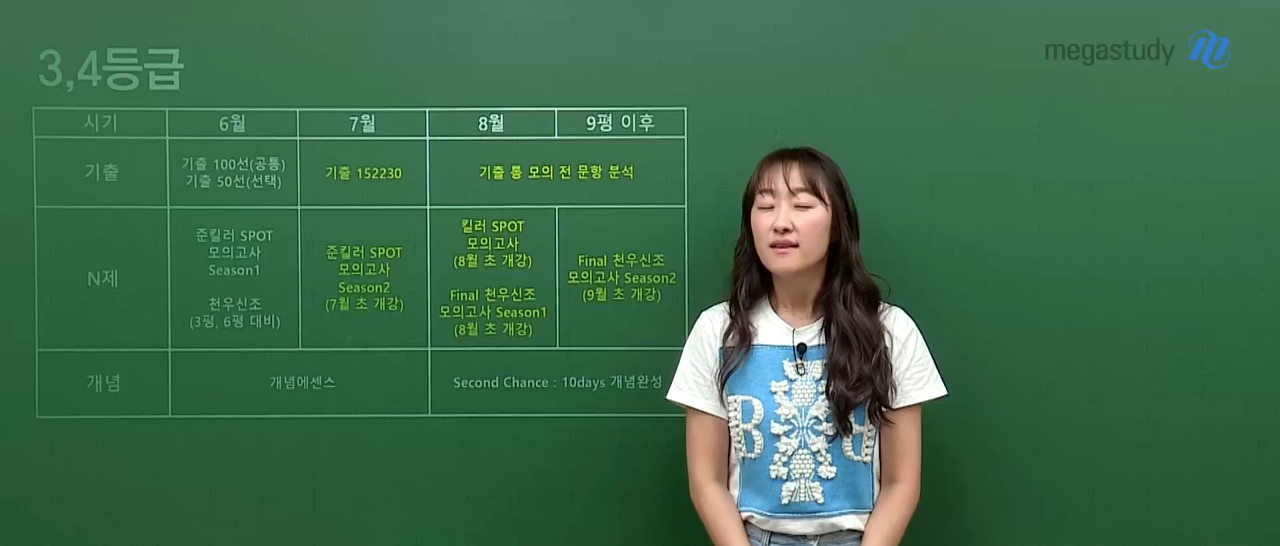 megastudy
3,4등급
시기
6월
7월
8월
9평 이후
기출
기출 100선(공통)
기출 50선(선택)
기출 152230
기출 통 모의 전 문항 분석
N제
준킬러 SPOT
모의고사
Season1
천우신조
(3평, 6평 대비)
준킬러 SPOT
모의고사
Season2
(7월 초 개강)
킬러 SPOT
모의고사
(8월 초 개강)
Final 천우신조
모의고사 Season1
(8월 초 개강)
Final 천우신조
모의고사 Season2
(9월 초 개강)
개념
개념에센스
Second Chance : 10days 개념완성
B
B